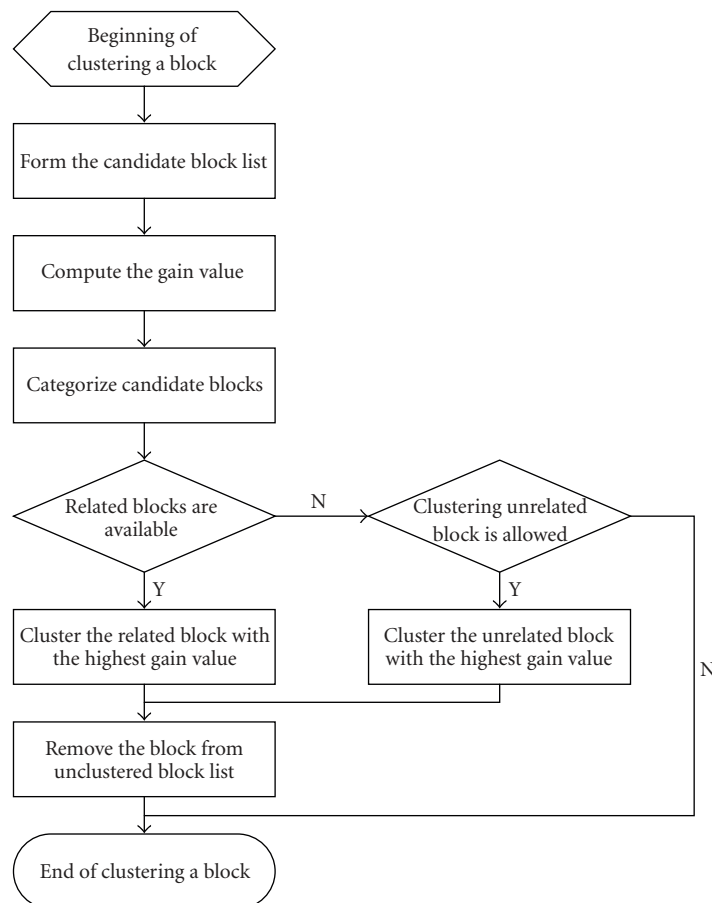 Beginning of
clustering a block
Form the candidate block list
Compute the gain value
Categorize candidate blocks
Related blocks are
available
N
Clustering unrelated
block is allowed
Y
Y
Cluster the related block with
the highest gain value
Cluster the unrelated block
with the highest gain value
N
Remove the block from
unclustered block list
End of clustering a block